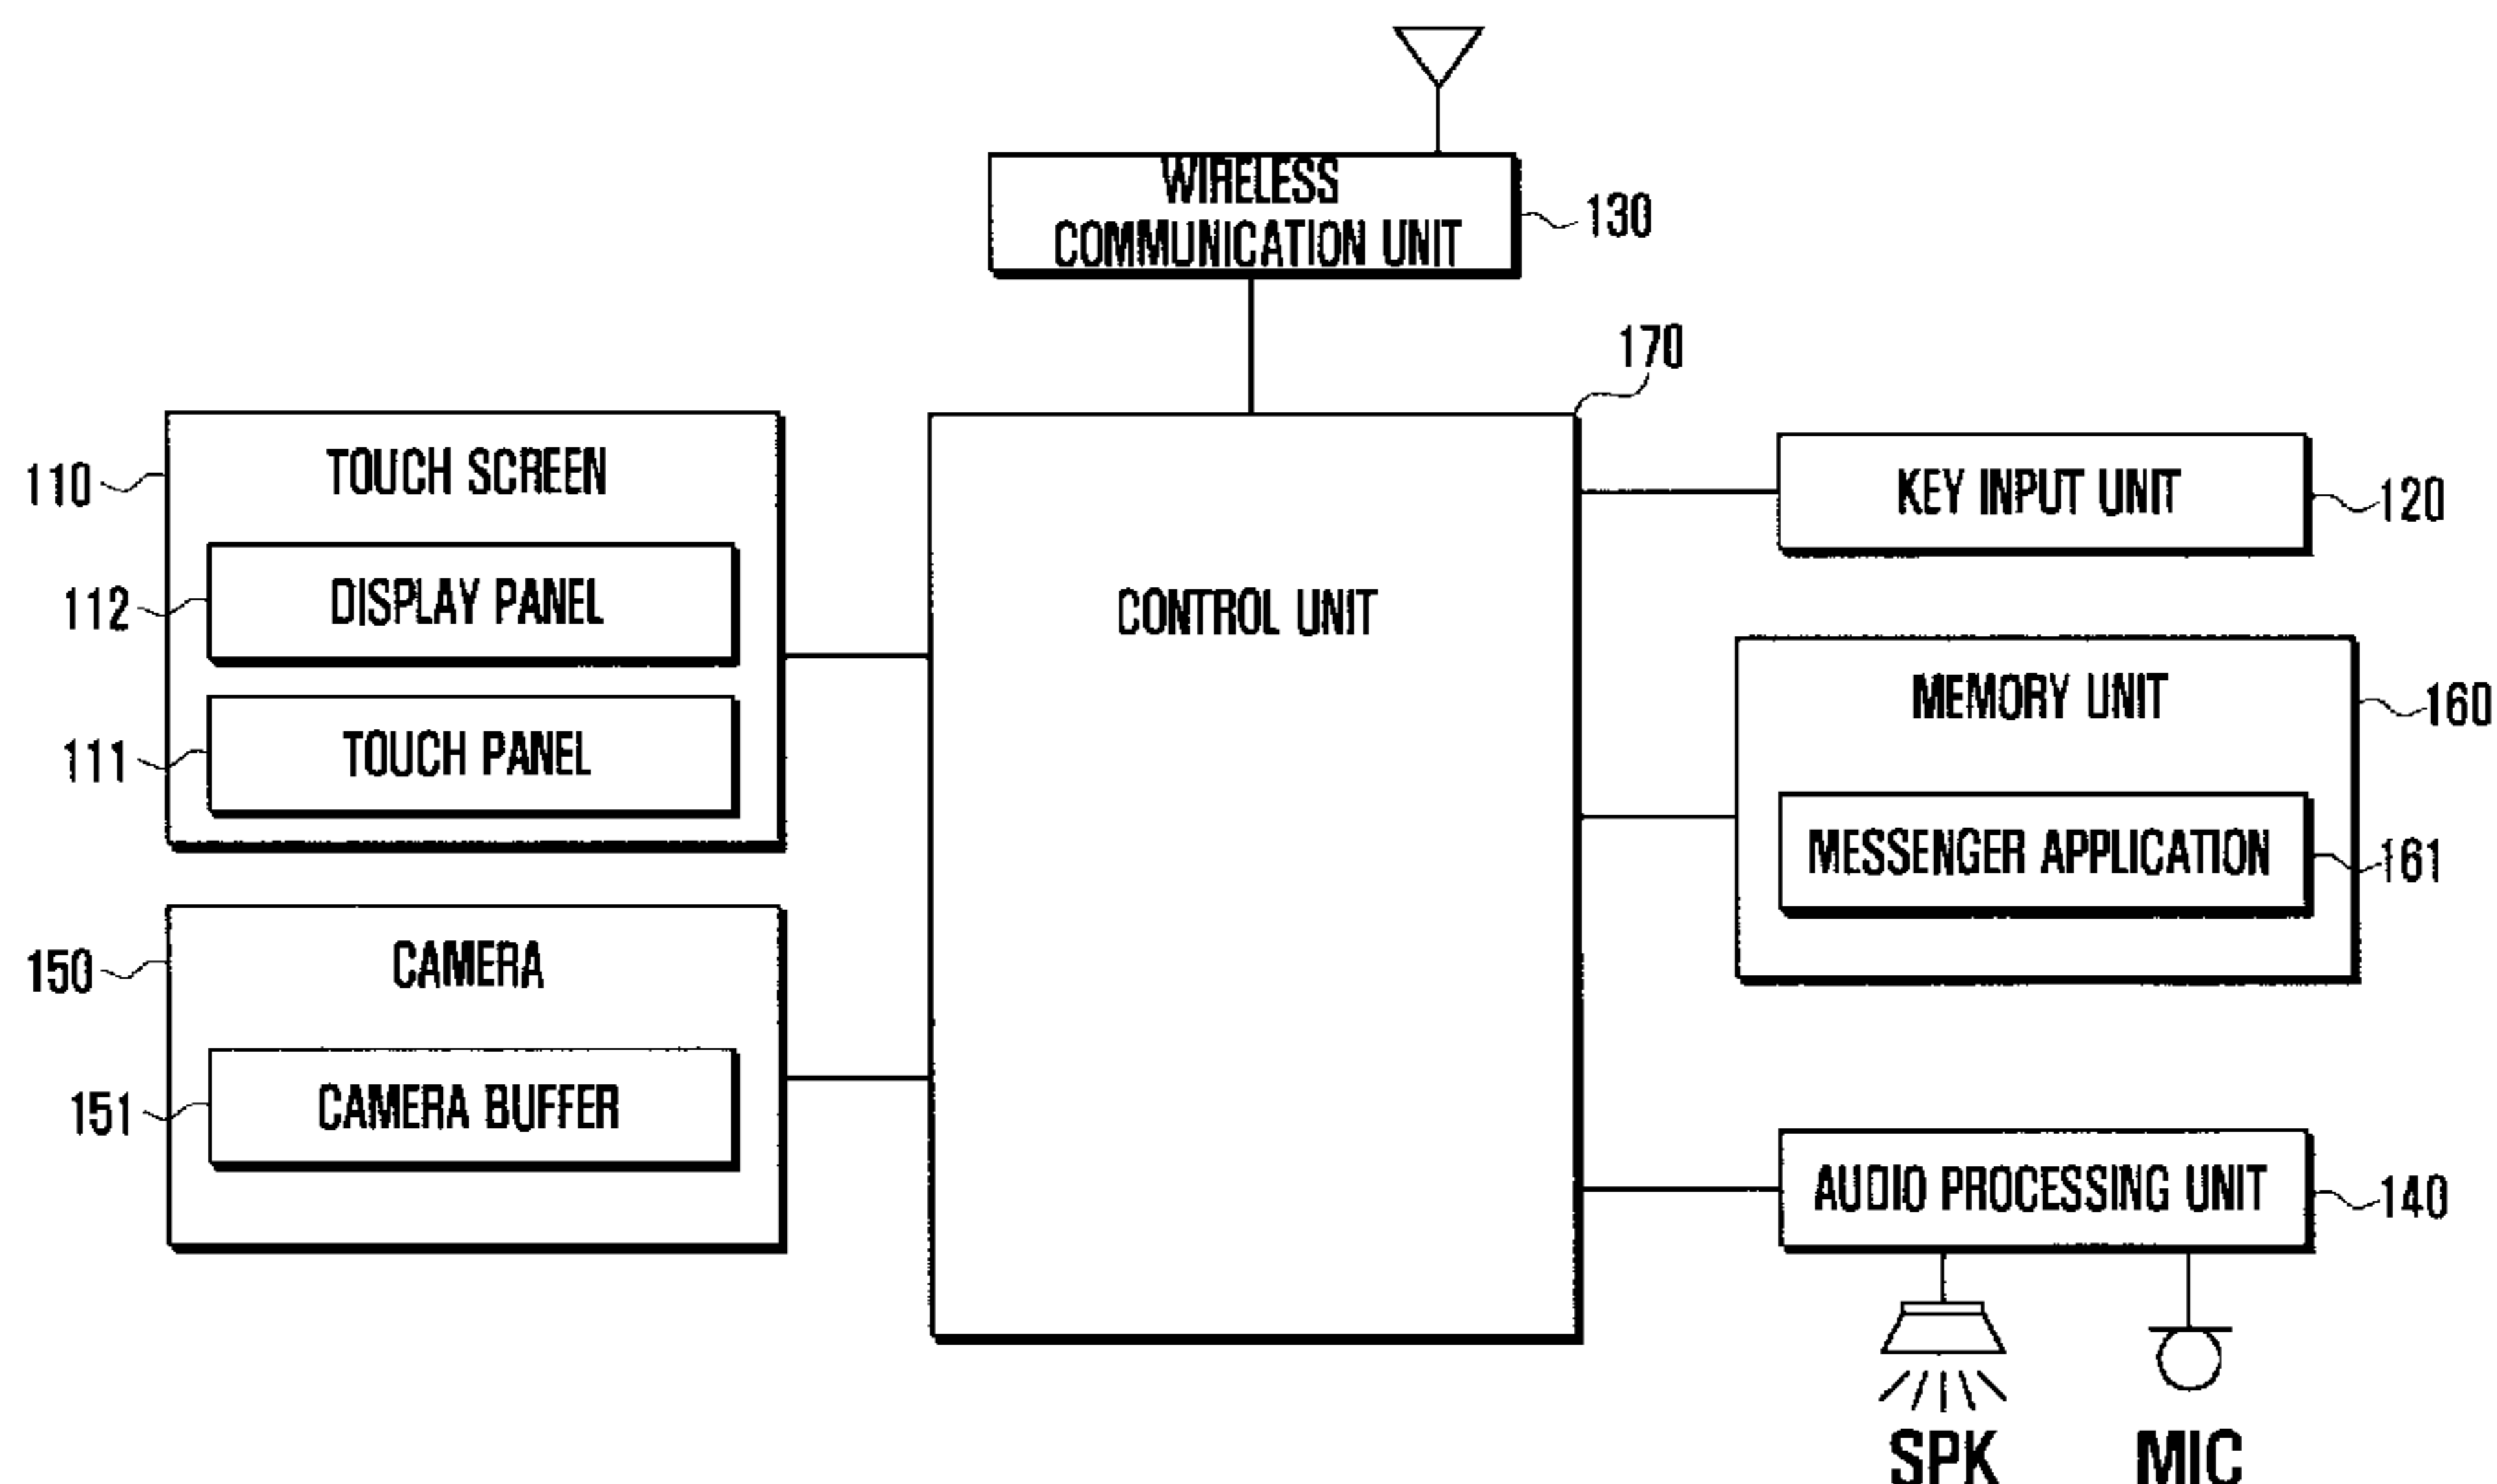 WIRELESS
COMMUNICATION UNIT
130
170
110
TOUCH SCREEN
112
DISPLAY PANEL
111
TOUCH PANEL
CONTROL UNIT
KEY INPUT UNIT
120
MEMORY UNIT
160
MESSENGER APPLICATION
161
150
CAMERA
151
CAMERA BUFFER
AUDIO PROCESSING UNIT
140
SPK
MIC